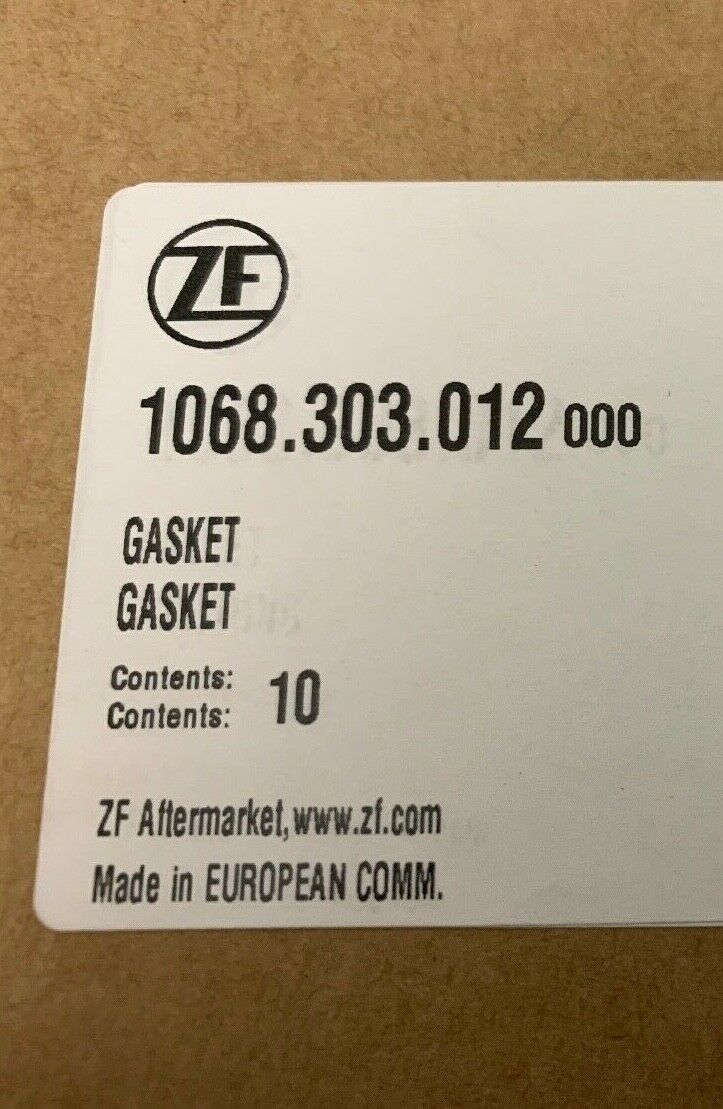 ZF
1068.303.012 000
GASKET
GASKET
Contents: 10
Contents:
ZF Aftermarket,www.zf.com
Made in EUROPEAN COMM.